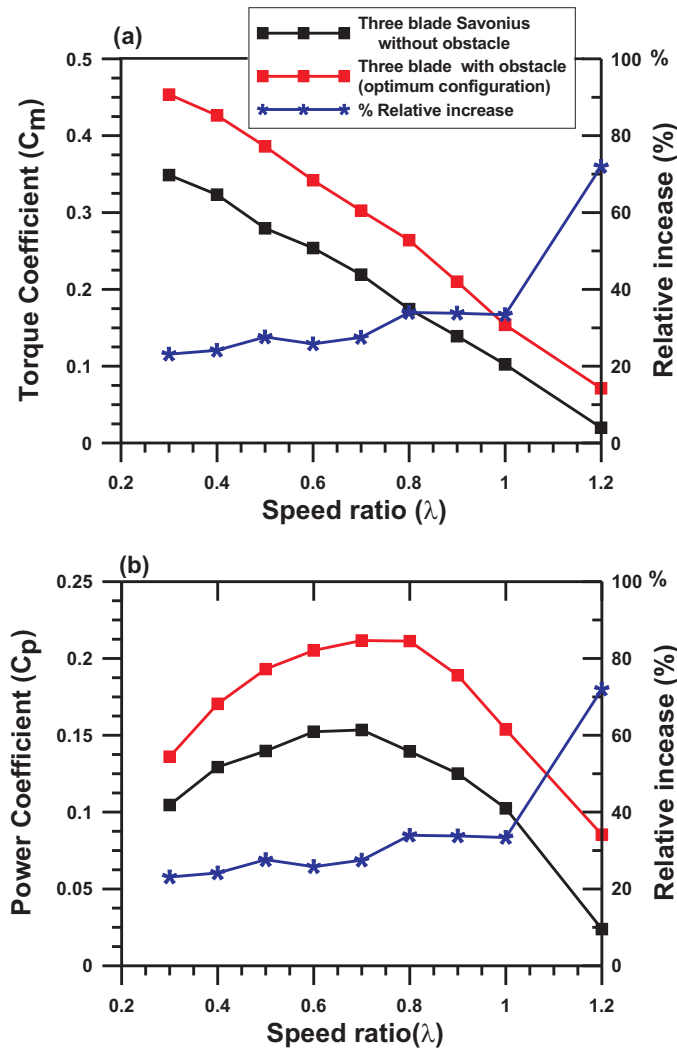 (a)
Three blade Savonius
without obstacle
Three blade with obstacle
(optimum configuration)
% Relative increase
0.5
0.4
0.3
0.2
0.1
0
Torque Coefficient (Cm)
100 %
80
60
40
20
0
Relative incease (%)
0.2 0.4 0.6 0.8 1 1.2
Speed ratio (λ)
(b)
0.25
0.2
0.15
0.1
0.05
0
Power Coefficient (Cp)
100 %
80
60
40
20
0
Relative incease (%)
0.2 0.4 0.6 0.8 1 1.2
Speed ratio(λ)